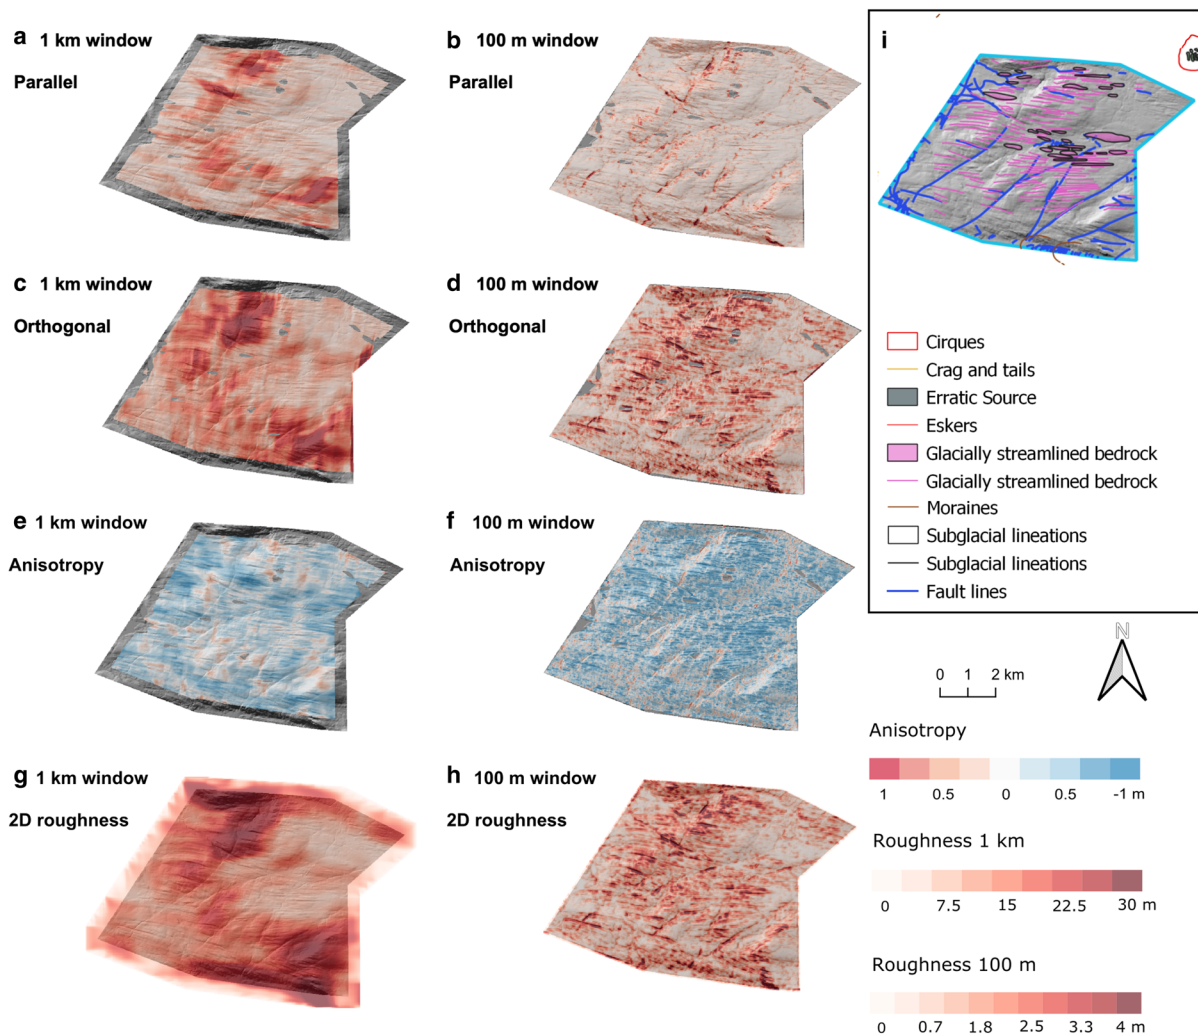 a 1 km window
Parallel
b 100 m window
Parallel
c 1 km window
Orthogonal
d 100 m window
Orthogonal
e 1 km window
Anisotropy
f 100 m window
Anisotropy
g 1 km window
2D roughness
h 100 m window
2D roughness
i
Cirques
Crag and tails
Erratic Source
Eskers
Glacially streamlined bedrock
Glacially streamlined bedrock
Moraines
Subglacial lineations
Subglacial lineations
Fault lines
0 1 2 km
N
Anisotropy
1 0.5 0 0.5 -1 m
Roughness 1 km
0 7.5 15 22.5 30 m
Roughness 100 m
0 0.7 1.8 2.5 3.3 4 m